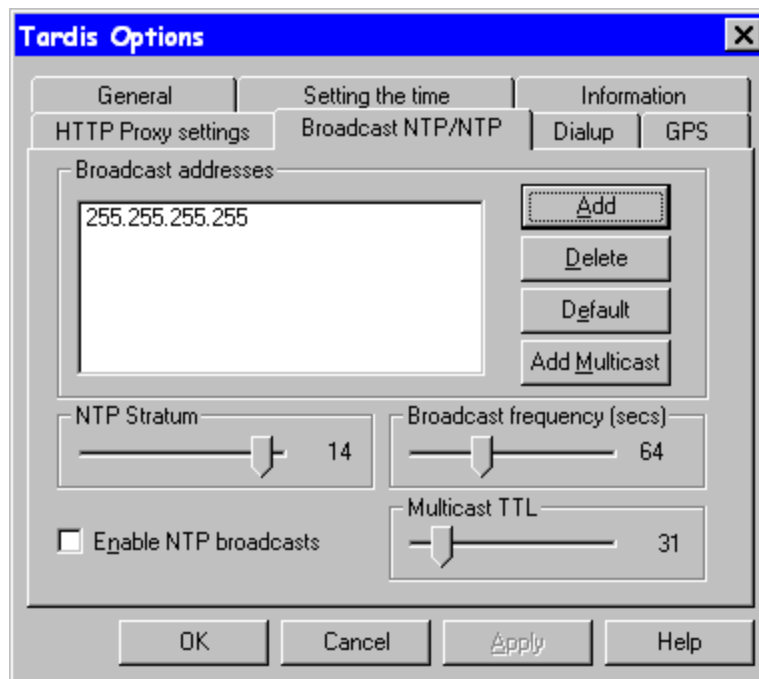 Tardis Options
General Setting the time Information
HTTP Proxy settings Broadcast NTP/NTP Dialup GPS
Broadcast addresses
255.255.255.255
Add
Delete
Default
Add Multicast
NTP Stratum
14
Broadcast frequency (secs)
64
Enable NTP broadcasts
Multicast TTL
31
OK Cancel Apply Help